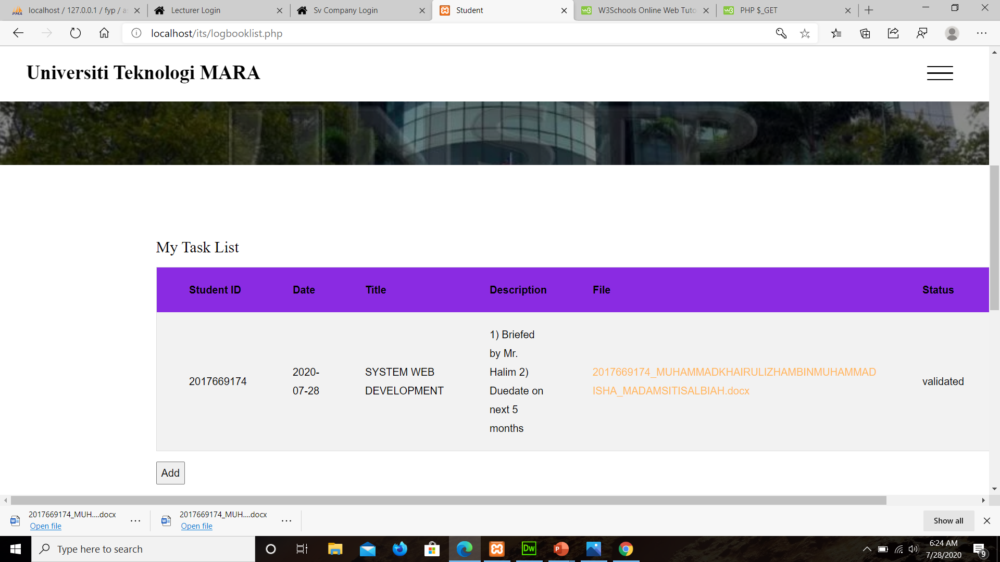 localhost / 127.0.0.1 / fyp / a
Lecturer Login
Sv Company Login
Student
W3Schools Online Web Tuto
PHP $_GET
localhost/its/logbooklist.php
Universiti Teknologi MARA
My Task List
Student ID Date Title Description File Status
1) Briefed
by Mr.
2020- SYSTEM WEB Halim 2) 2017669174_MUHAMMADKHAIRULIZHAMBINMUHAMMAD
2017669174 validated
07-28 DEVELOPMENT Duedate on ISHA_MADAMSITISALBIAH.docx
next 5
months
Add
2017669174_MUH....docx
Open file
2017669174_MUH....docx
Open file
Show all
Type here to search
Dw
P
6:24 AM
7/28/2020
9